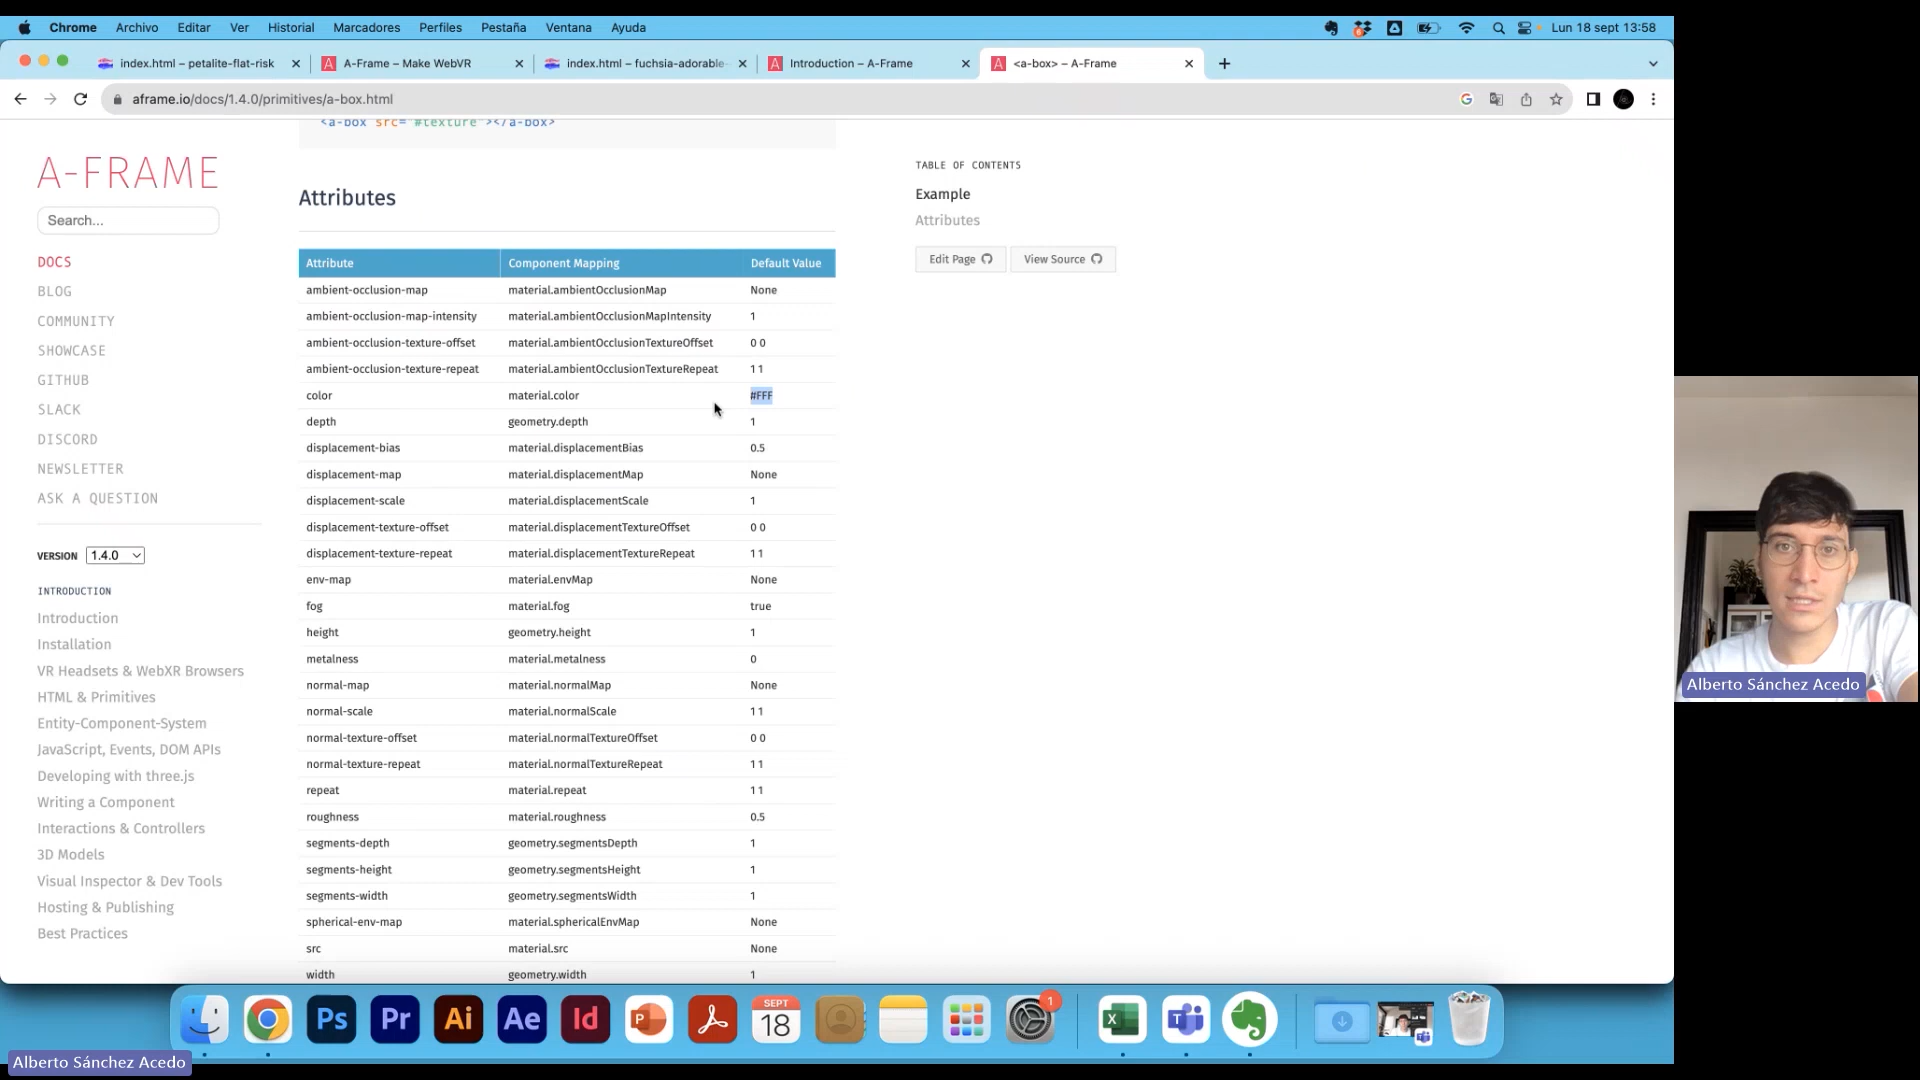 Chrome Archivo Editar Ver Historial Marcadores Perfiles Pestaña Ventana Ayuda Lun 18 sept 13:58
index.html – petalite-flat-risk A-Frame – Make WebVR index.html – fuchsia-adorable- Introduction – A-Frame <a-box> – A-Frame
aframe.io/docs/1.4.0/primitives/a-box.html
<a-box src="#texture"></a-box>
A-FRAME
Search...
DOCS
BLOG
COMMUNITY
SHOWCASE
GITHUB
SLACK
DISCORD
NEWSLETTER
ASK A QUESTION
VERSION 1.4.0
INTRODUCTION
Introduction
Installation
VR Headsets & WebXR Browsers
HTML & Primitives
Entity-Component-System
JavaScript, Events, DOM APIs
Developing with three.js
Writing a Component
Interactions & Controllers
3D Models
Visual Inspector & Dev Tools
Hosting & Publishing
Best Practices
Attributes
Attribute Component Mapping Default Value
ambient-occlusion-map material.ambientOcclusionMap None
ambient-occlusion-map-intensity material.ambientOcclusionMapIntensity 1
ambient-occlusion-texture-offset material.ambientOcclusionTextureOffset 0 0
ambient-occlusion-texture-repeat material.ambientOcclusionTextureRepeat 1 1
color material.color #FFF
depth geometry.depth 1
displacement-bias material.displacementBias 0.5
displacement-map material.displacementMap None
displacement-scale material.displacementScale 1
displacement-texture-offset material.displacementTextureOffset 0 0
displacement-texture-repeat material.displacementTextureRepeat 1 1
env-map material.envMap None
fog material.fog true
height geometry.height 1
metalness material.metalness 0
normal-map material.normalMap None
normal-scale material.normalScale 1 1
normal-texture-offset material.normalTextureOffset 0 0
normal-texture-repeat material.normalTextureRepeat 1 1
repeat material.repeat 1 1
roughness material.roughness 0.5
segments-depth geometry.segmentsDepth 1
segments-height geometry.segmentsHeight 1
segments-width geometry.segmentsWidth 1
spherical-env-map material.sphericalEnvMap None
src material.src None
width geometry.width 1
TABLE OF CONTENTS
Example
Attributes
Edit Page View Source
Alberto Sánchez Acedo
Ps Pr Ai Ae Id P SEPT 18 1 X T
Alberto Sánchez Acedo